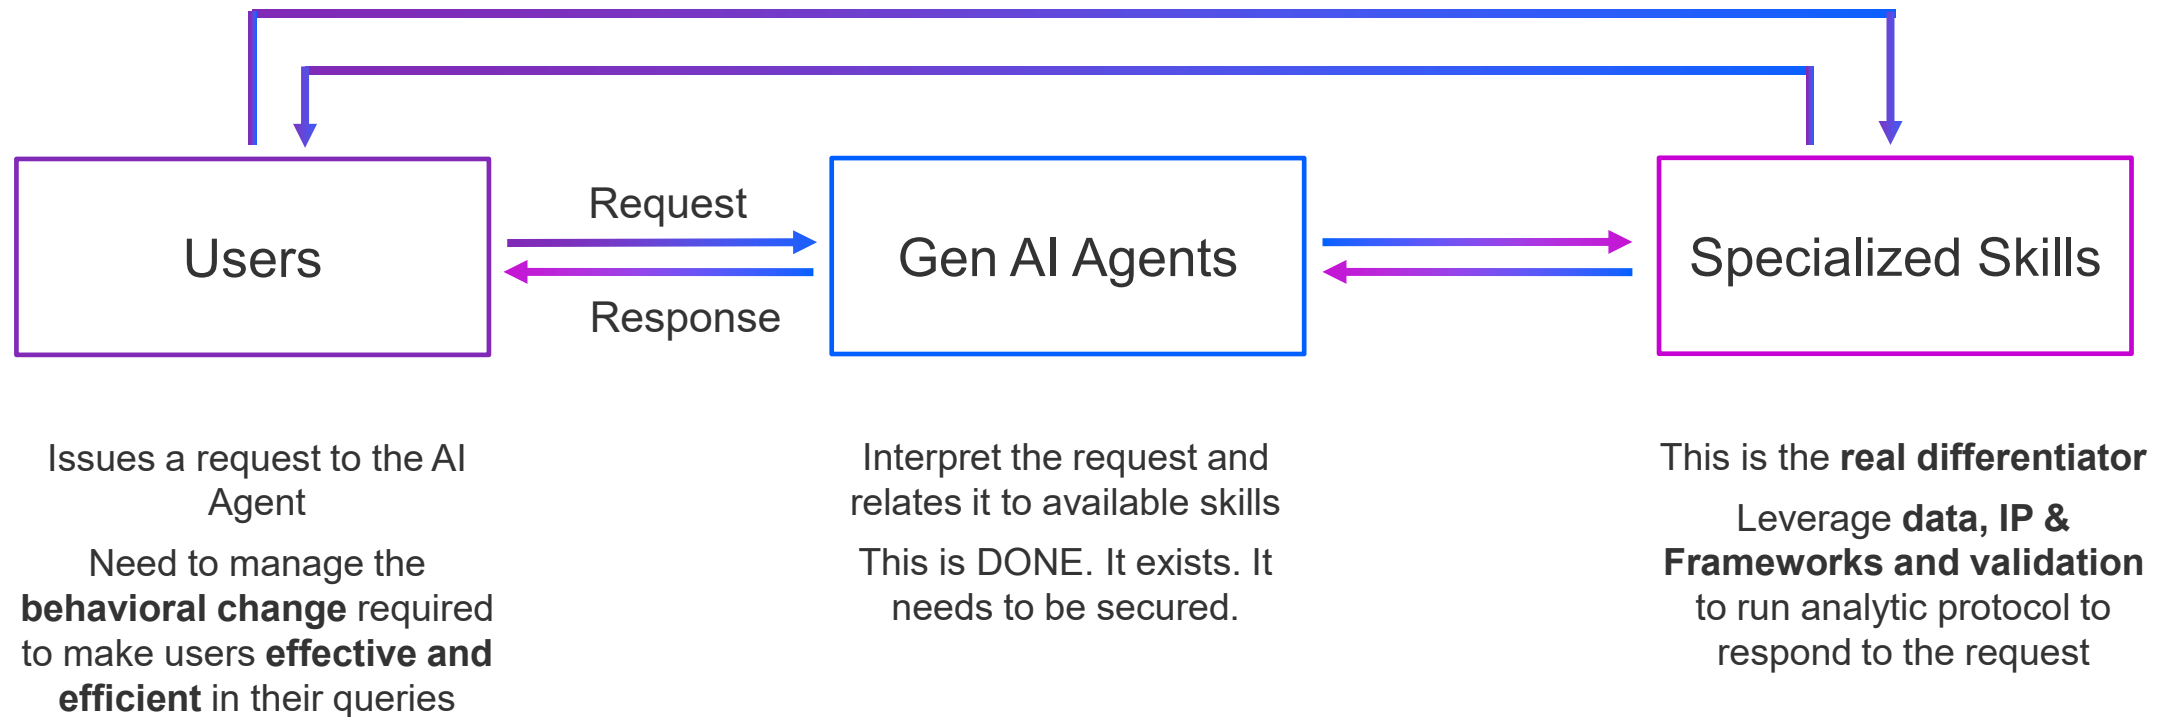 Request
Users
Gen AI Agents
Specialized Skills
Response
Issues a request to the AI
Agent
Need to manage the
behavioral change required
to make users effective and
efficient in their queries
Interpret the request and
relates it to available skills
This is DONE. It exists. It
needs to be secured.
This is the real differentiator
Leverage data, IP &
Frameworks and validation
to run analytic protocol to
respond to the request